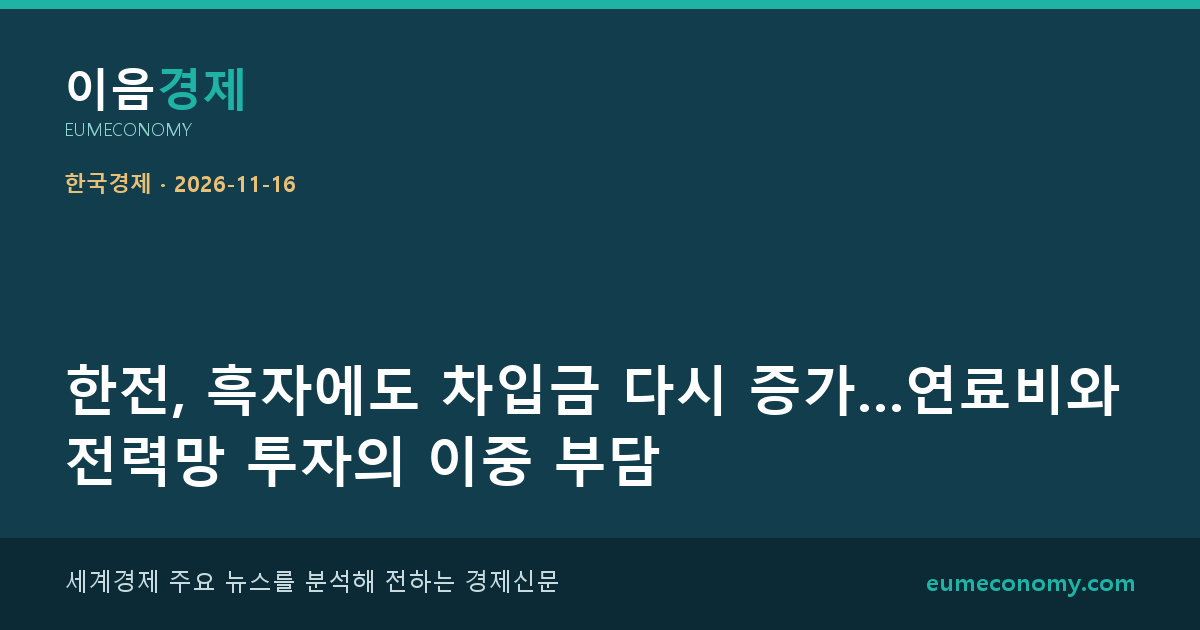 이음경제
EUMECONOMY
한국경제 · 2026-11-16
한전, 흑자에도 차입금 다시 증가…연료비와
전력망 투자의 이중 부담
세계경제 주요 뉴스를 분석해 전하는 경제신문
eumeconomy.com